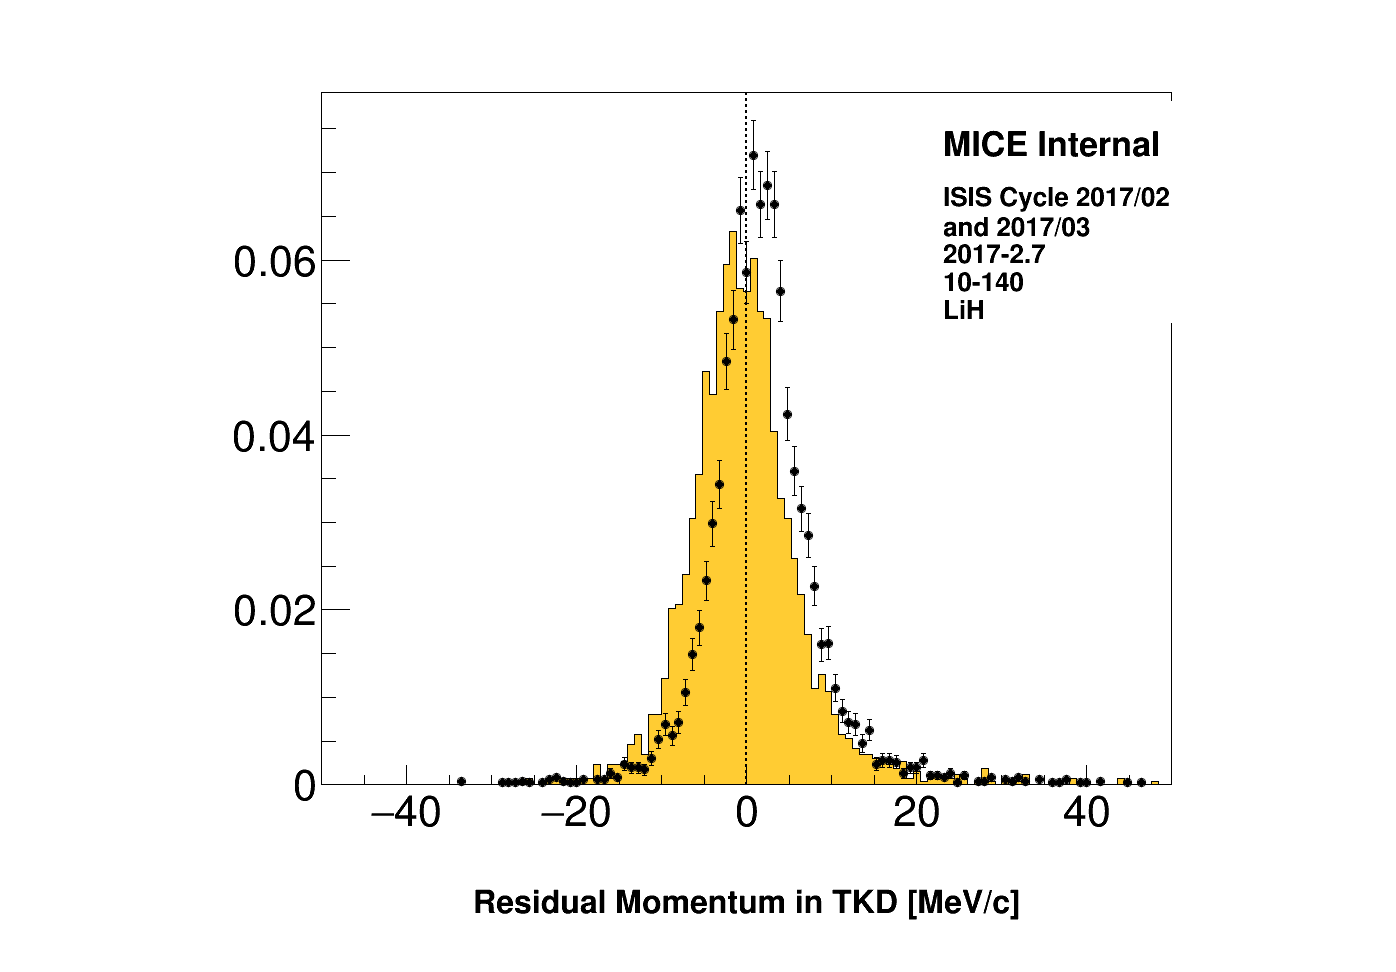 MICE Internal
ISIS Cycle 2017/02
and 2017/03
2017-2.7
10-140
LiH
0.06
0.04
0.02
0
−40 −20 0 20 40
Residual Momentum in TKD [MeV/c]